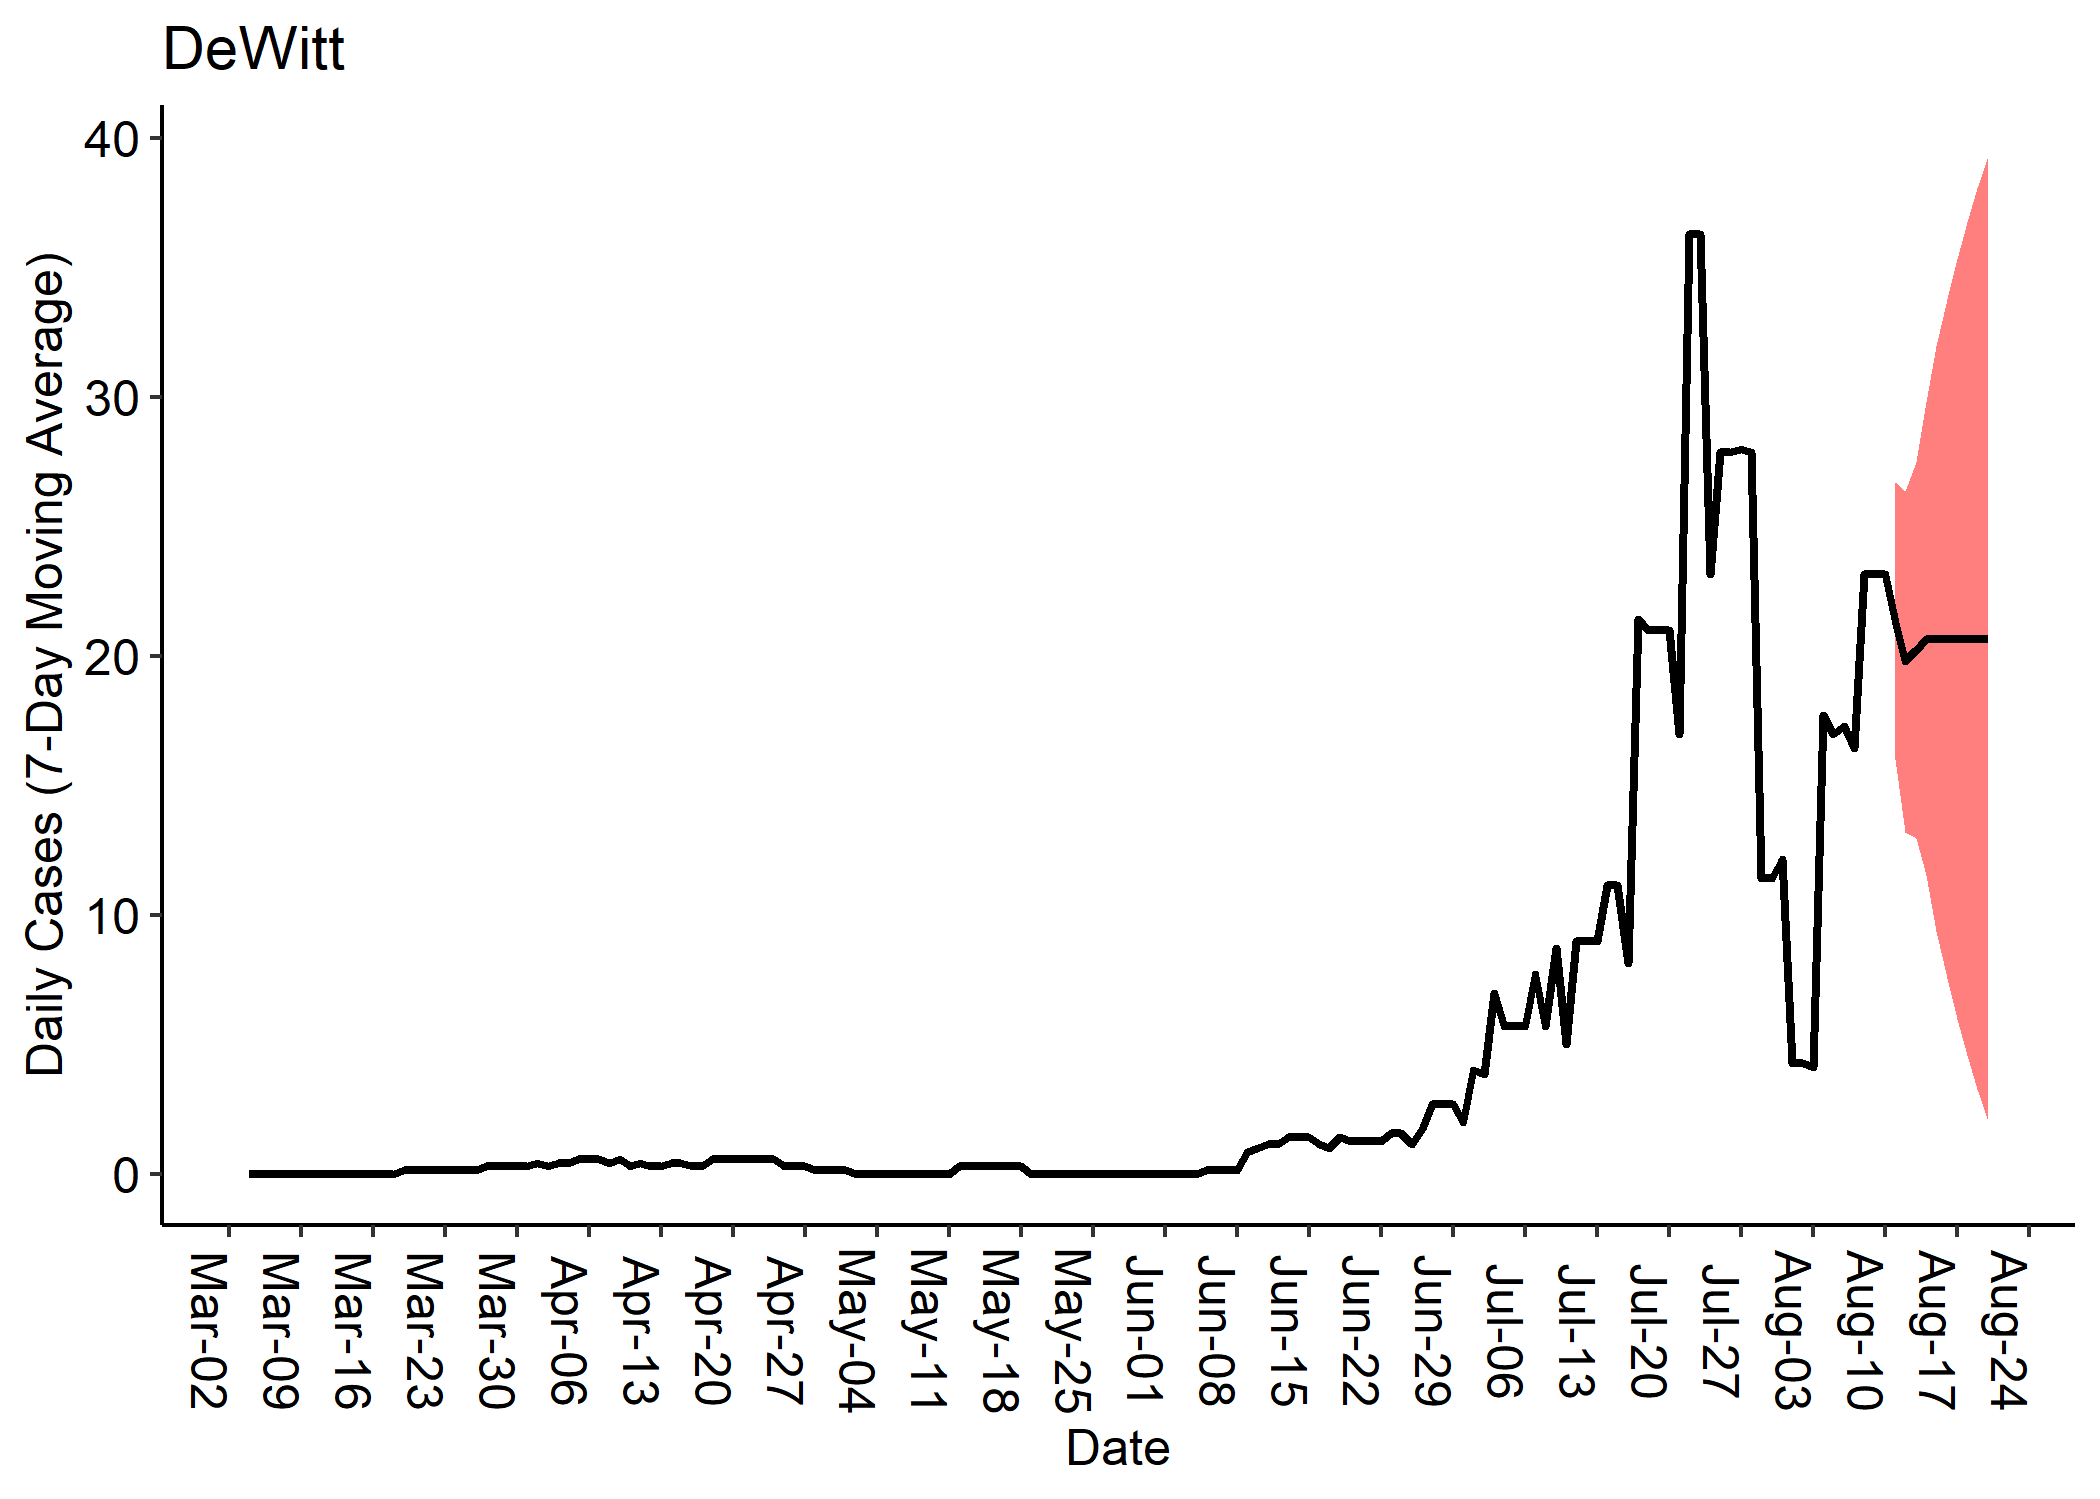 DeWitt
Daily Cases (7-Day Moving Average)
40
30
20
10
0
Mar-02
Mar-09
Mar-16
Mar-23
Mar-30
Apr-06
Apr-13
Apr-20
Apr-27
May-04
May-11
May-18
May-25
Jun-01
Jun-08
Jun-15
Jun-22
Jun-29
Jul-06
Jul-13
Jul-20
Jul-27
Aug-03
Aug-10
Aug-17
Aug-24
Date